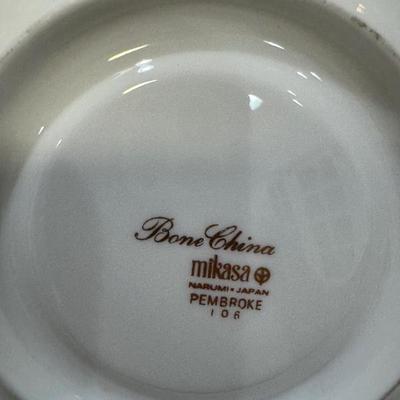 Bone China
mikasa
NARUMI • JAPAN
PEMBROKE
106